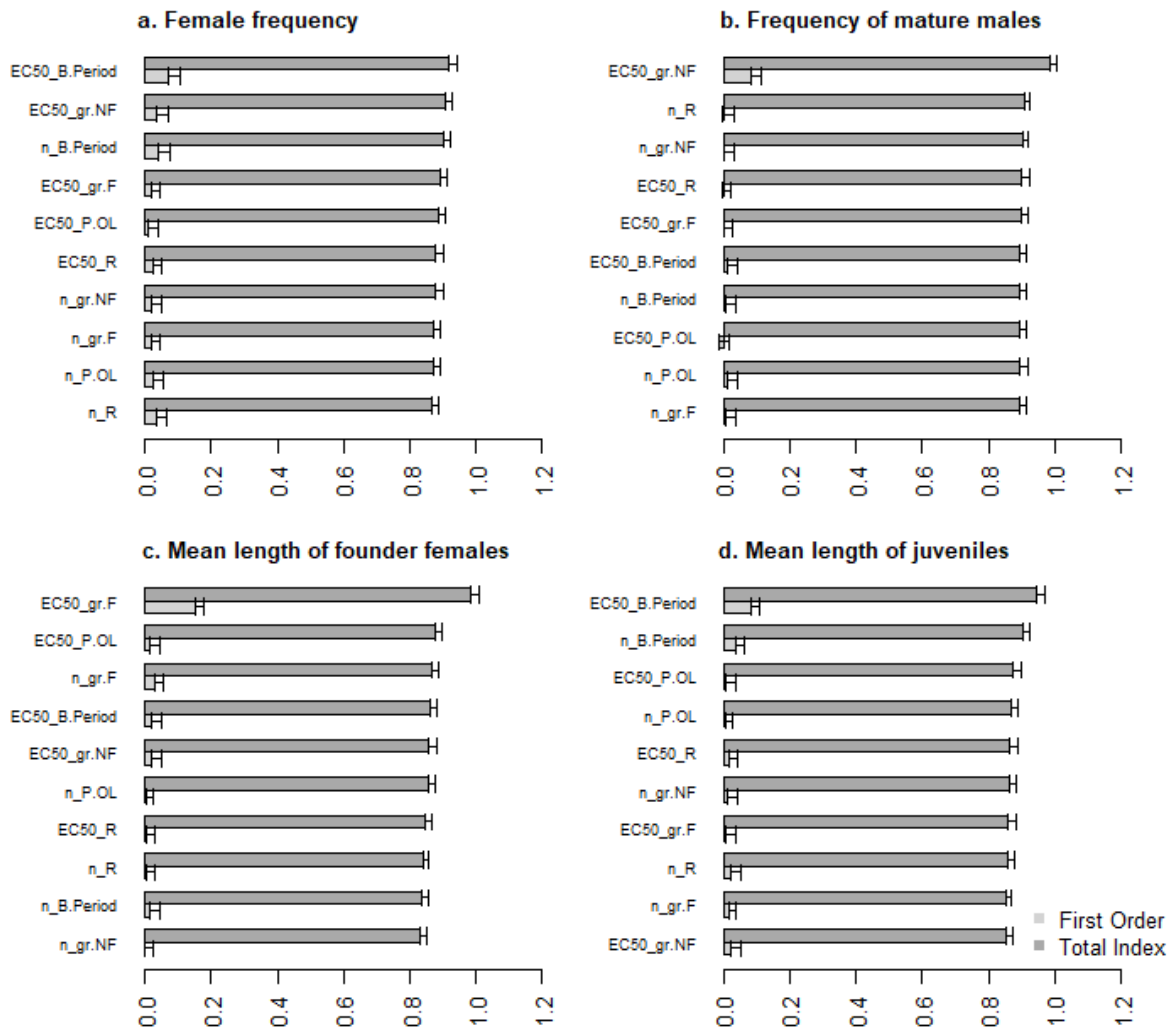 a. Female frequency
EC50_B.Period
EC50_gr.NF
n_B.Period
EC50_gr.F
EC50_P.OL
EC50_R
n_gr.NF
n_gr.F
n_P.OL
n_R
0.0 0.2 0.4 0.6 0.8 1.0 1.2
b. Frequency of mature males
EC50_gr.NF
n_R
n_gr.NF
EC50_R
EC50_gr.F
EC50_B.Period
n_B.Period
EC50_P.OL
n_P.OL
n_gr.F
0.0 0.2 0.4 0.6 0.8 1.0 1.2
c. Mean length of founder females
EC50_gr.F
EC50_P.OL
n_gr.F
EC50_B.Period
EC50_gr.NF
n_P.OL
EC50_R
n_R
n_B.Period
n_gr.NF
0.0 0.2 0.4 0.6 0.8 1.0 1.2
d. Mean length of juveniles
EC50_B.Period
n_B.Period
EC50_P.OL
n_P.OL
EC50_R
n_gr.NF
EC50_gr.F
n_R
n_gr.F
EC50_gr.NF
0.0 0.2 0.4 0.6 0.8 1.0 1.2
First Order
Total Index